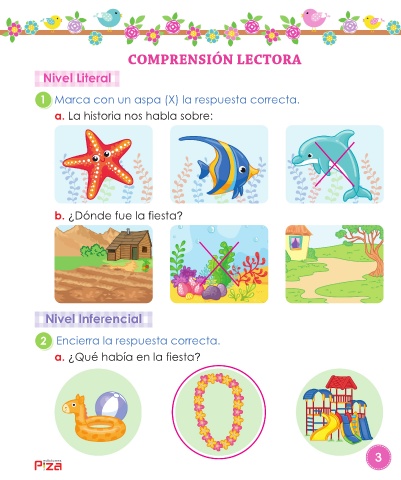 COMPRENSIÓN LECTORA
Nivel Literal
1 Marca con un aspa (X) la respuesta correcta.
a. La historia nos habla sobre:
b. ¿Dónde fue la fiesta?
Nivel Inferencial
2 Encierra la respuesta correcta.
a. ¿Qué había en la fiesta?
Piza
3